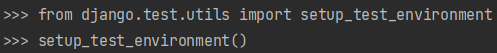 >>> from django.test.utils import setup_test_environment
>>> setup_test_environment()